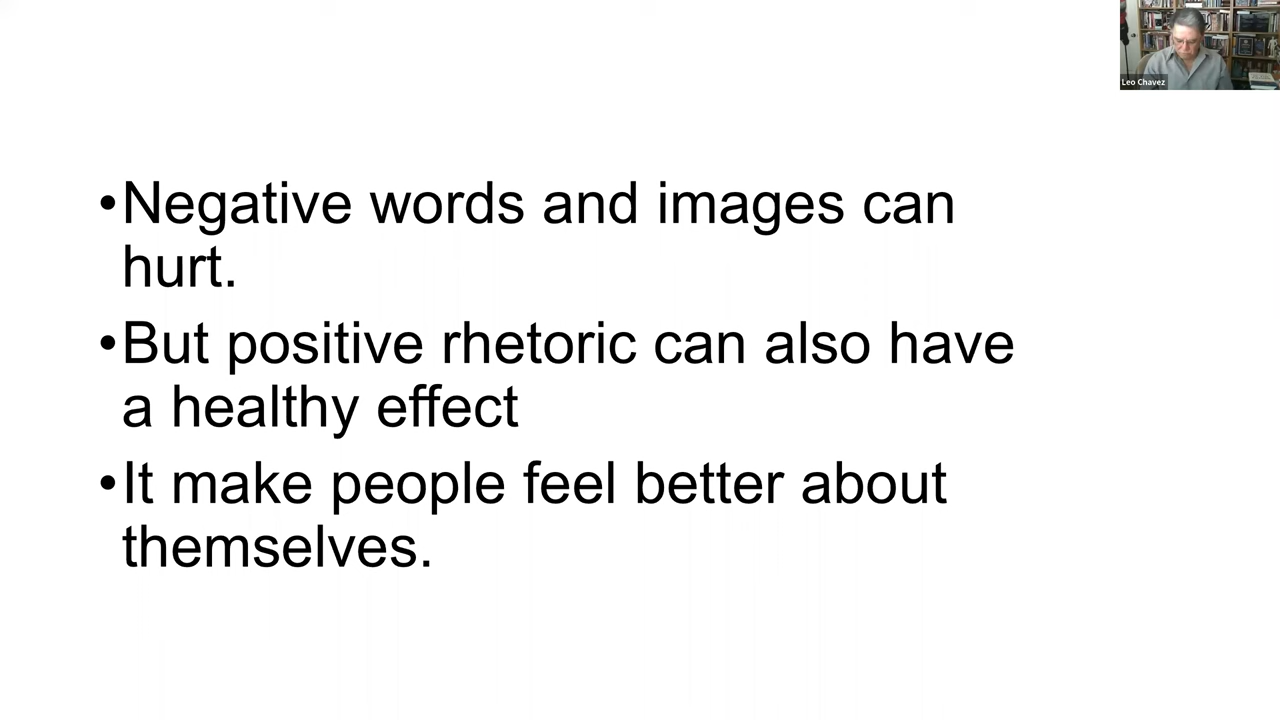 Leo Chavez
•Negative words and images can
hurt.
•But positive rhetoric can also have
a healthy effect
•It make people feel better about
themselves.